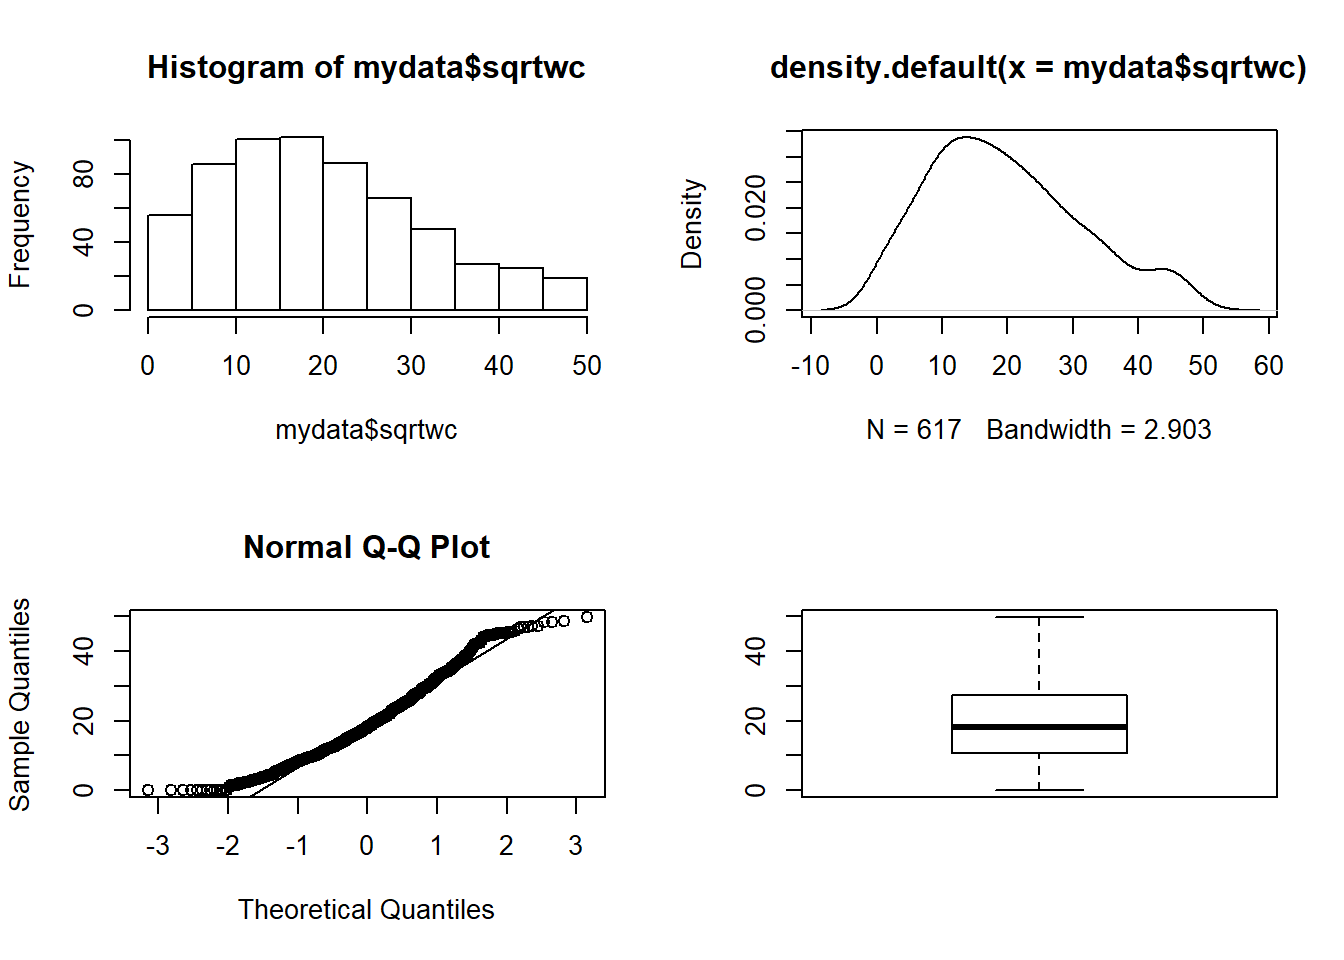 Histogram of mydata$sqrtwc
Frequency
0 40 80
0 10 20 30 40 50
mydata$sqrtwc
density.default(x = mydata$sqrtwc)
Density
0.000 0.020
-10 0 10 20 30 40 50 60
N = 617 Bandwidth = 2.903
Normal Q-Q Plot
Sample Quantiles
0 20 40
-3 -2 -1 0 1 2 3
Theoretical Quantiles
0 20 40